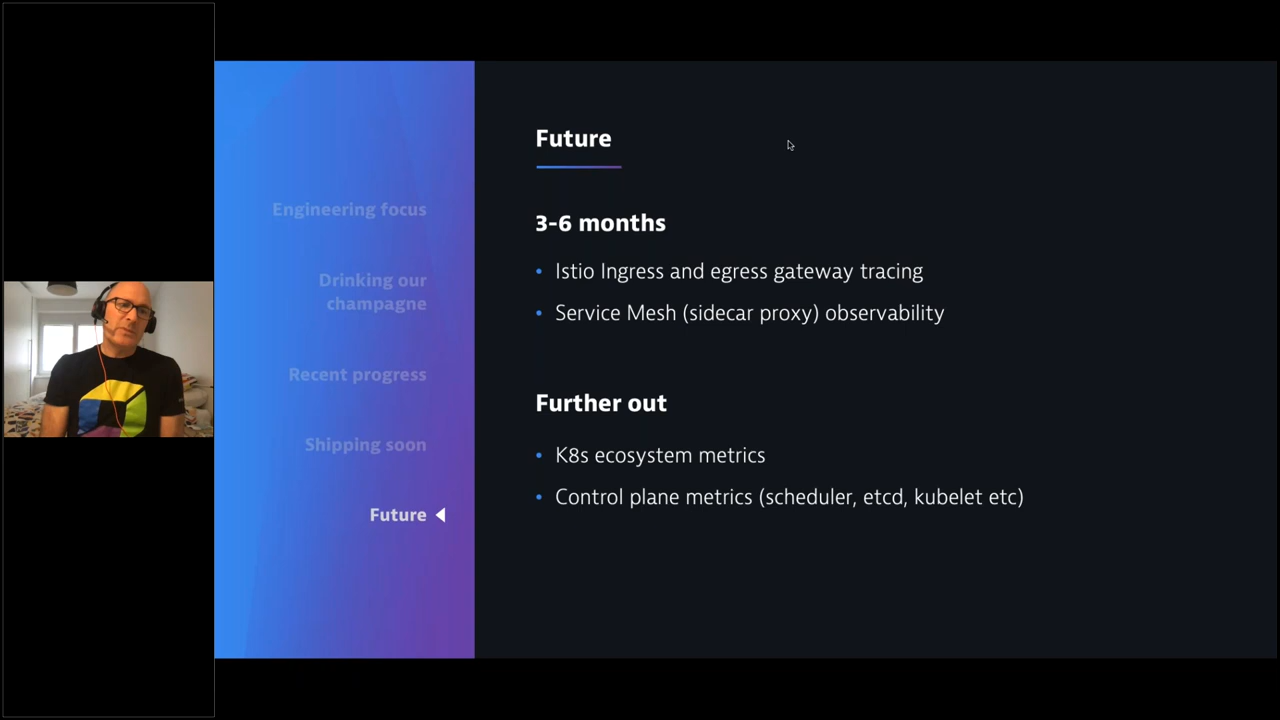 Engineering focus
Drinking our
champagne
Recent progress
Shipping soon
Future
Future
3-6 months
• Istio Ingress and egress gateway tracing
• Service Mesh (sidecar proxy) observability
Further out
• K8s ecosystem metrics
• Control plane metrics (scheduler, etcd, kubelet etc)